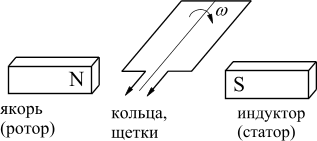 ω
N
S
якорь
(ротор)
кольца,
щетки
индуктор
(статор)